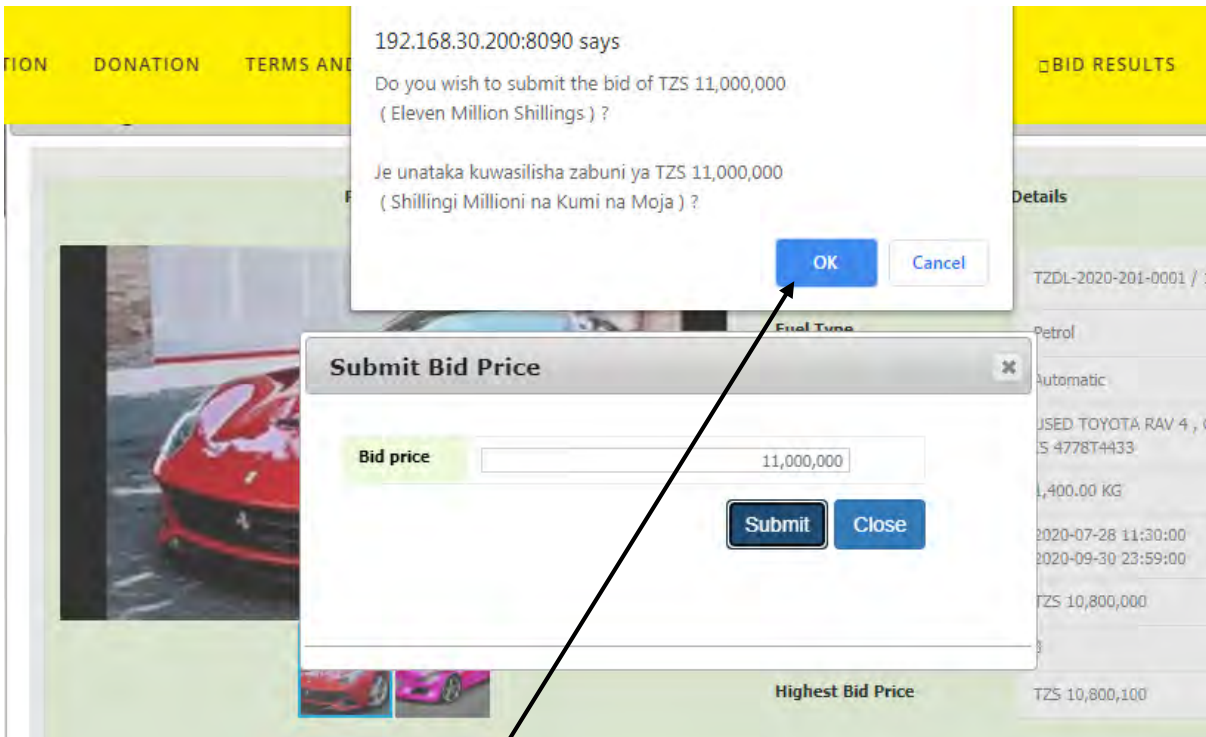 192.168.30.200:8090 says
TION DONATION TERMS AND BID RESULTS
Do you wish to submit the bid of TZS 11,000,000
( Eleven Million Shillings ) ?
Je unataka kuwasilisha zabuni ya TZS 11,000,000
( Shillingi Millioni na Kumi na Moja ) ?
Details
OK Cancel
TZDL-2020-201-0001 /
Fuel Type Petrol
Submit Bid Price
Automatic
USED TOYOTA RAV 4 ,
4778T4433
Bid price 11,000,000
1,400.00 KG
Submit Close
2020-07-28 11:30:00
2020-09-30 23:59:00
TZS 10,800,000
Highest Bid Price TZS 10,800,100